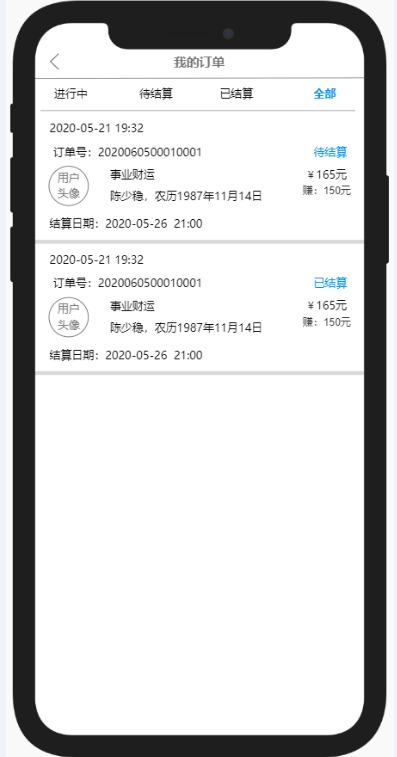 我的订单
进行中 待结算 已结算 全部
2020-05-21 19:32
订单号：2020060500010001 待结算
用户头像
事业财运 ￥165元
陈少稳，农历1987年11月14日 赚：150元
结算日期：2020-05-26 21:00
2020-05-21 19:32
订单号：2020060500010001 已结算
用户头像
事业财运 ￥165元
陈少稳，农历1987年11月14日 赚：150元
结算日期：2020-05-26 21:00